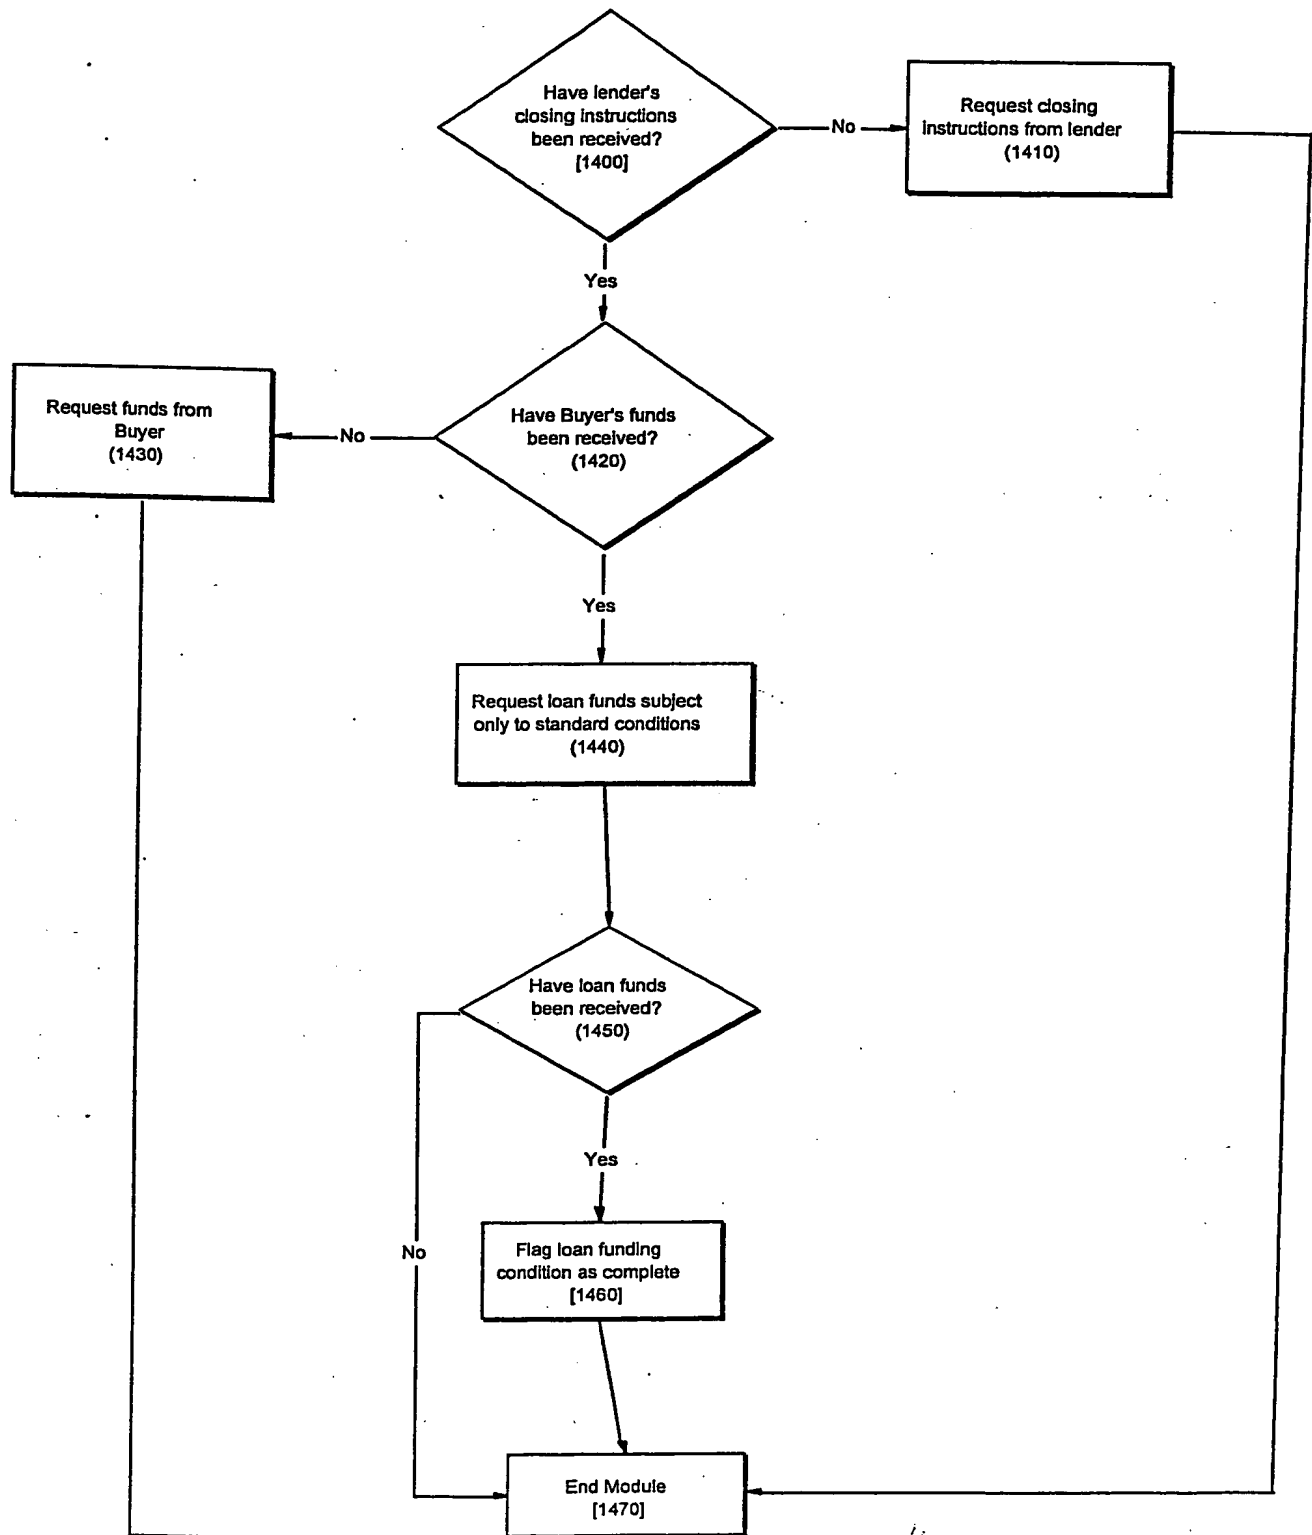 Have lender's
closing instructions
been received?
[1400]
No
Request closing
instructions from lender
(1410)
Yes
Request funds from
Buyer
(1430)
No
Have Buyer's funds
been received?
(1420)
Yes
Request loan funds subject
only to standard conditions
(1440)
Have loan funds
been received?
(1450)
Yes
No
Flag loan funding
condition as complete
[1460]
End Module
[1470]